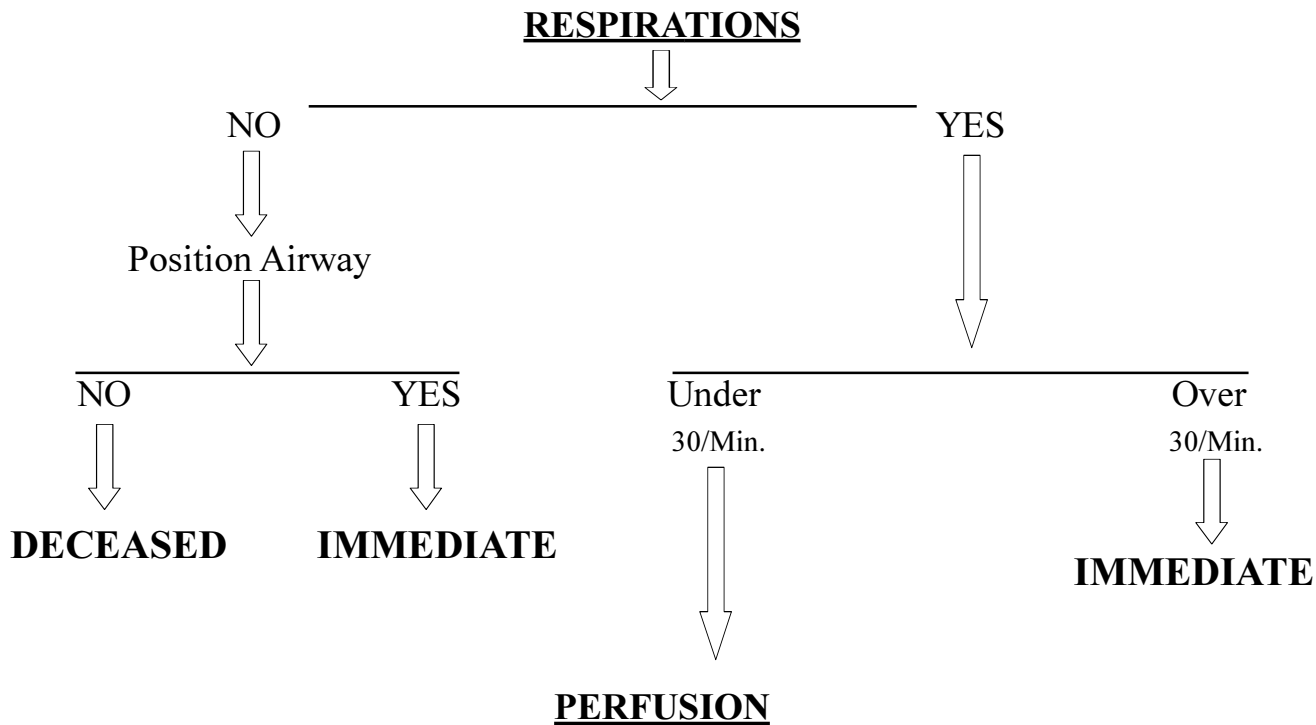 RESPIRATIONS
NO
YES
Position Airway
NO
YES
Under
Over
30/Min.
30/Min.
DECEASED
IMMEDIATE
IMMEDIATE
PERFUSION